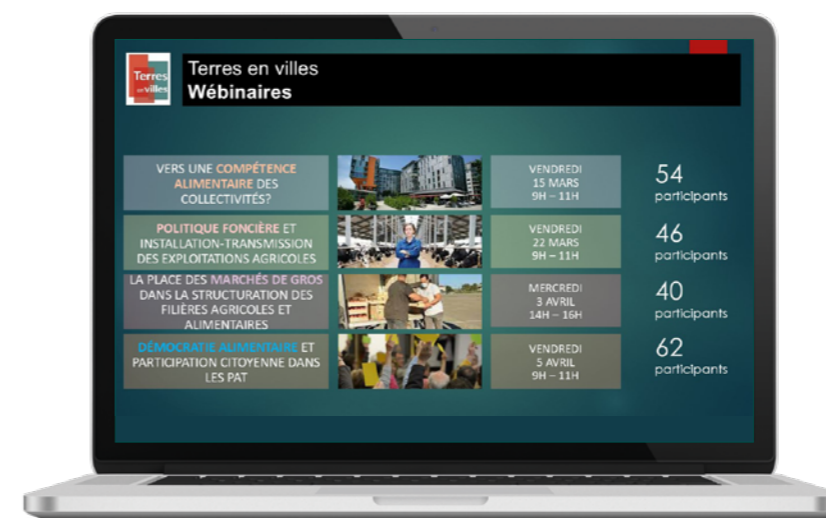 Terres
en villes
Terres en villes
Wébinaires
VERS UNE COMPÉTENCE
ALIMENTAIRE DES
COLLECTIVITÉS?
VENDREDI
15 MARS
9H – 11H
54
participants
POLITIQUE FONCIÈRE ET
INSTALLATION-TRANSMISSION
DES EXPLOITATIONS AGRICOLES
VENDREDI
22 MARS
9H – 11H
46
participants
LA PLACE DES MARCHÉS DE GROS
DANS LA STRUCTURATION DES
FILIÈRES AGRICOLES ET
ALIMENTAIRES
MERCREDI
3 AVRIL
14H – 16H
40
participants
DÉMOCRATIE ALIMENTAIRE ET
PARTICIPATION CITOYENNE DANS
LES PAT
VENDREDI
5 AVRIL
9H – 11H
62
participants